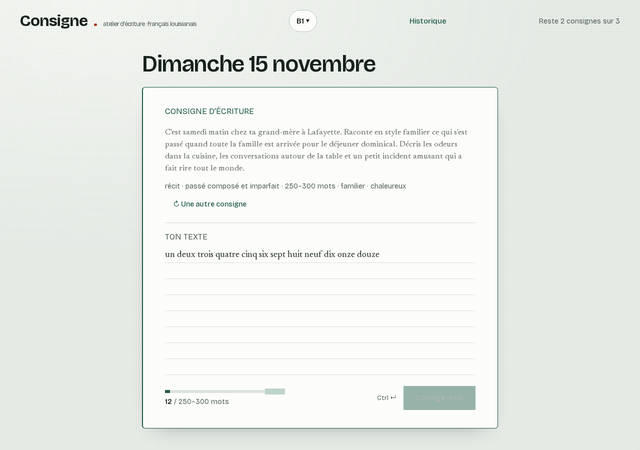 Consigne . atelier d'écriture · français louisianais
B1 ▾
Historique
Reste 2 consignes sur 3
Dimanche 15 novembre
CONSIGNE D'ÉCRITURE
C'est samedi matin chez ta grand-mère à Lafayette. Raconte en style familier ce qui s'est
passé quand toute la famille est arrivée pour le déjeuner dominical. Décris les odeurs
dans la cuisine, les conversations autour de la table et un petit incident amusant qui a
fait rire tout le monde.
récit · passé composé et imparfait · 250–300 mots · familier · chaleureux
↻ Une autre consigne
TON TEXTE
un deux trois quatre cinq six sept huit neuf dix onze douze
12 / 250–300 mots
Ctrl ↵